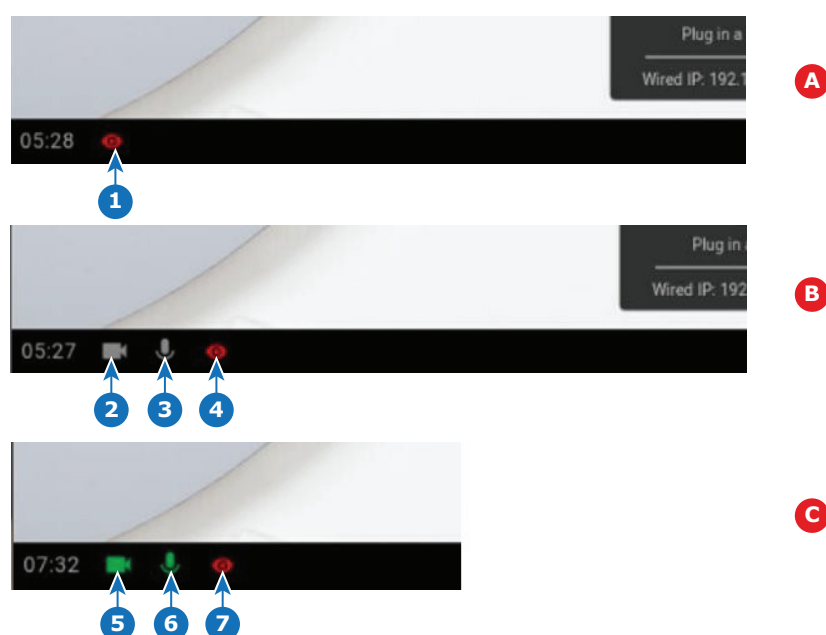 Plug in a
Wired IP: 192.1
A
05:28
1
Plug in
Wired IP: 192
B
05:27
2 3 4
C
07:32
5 6 7